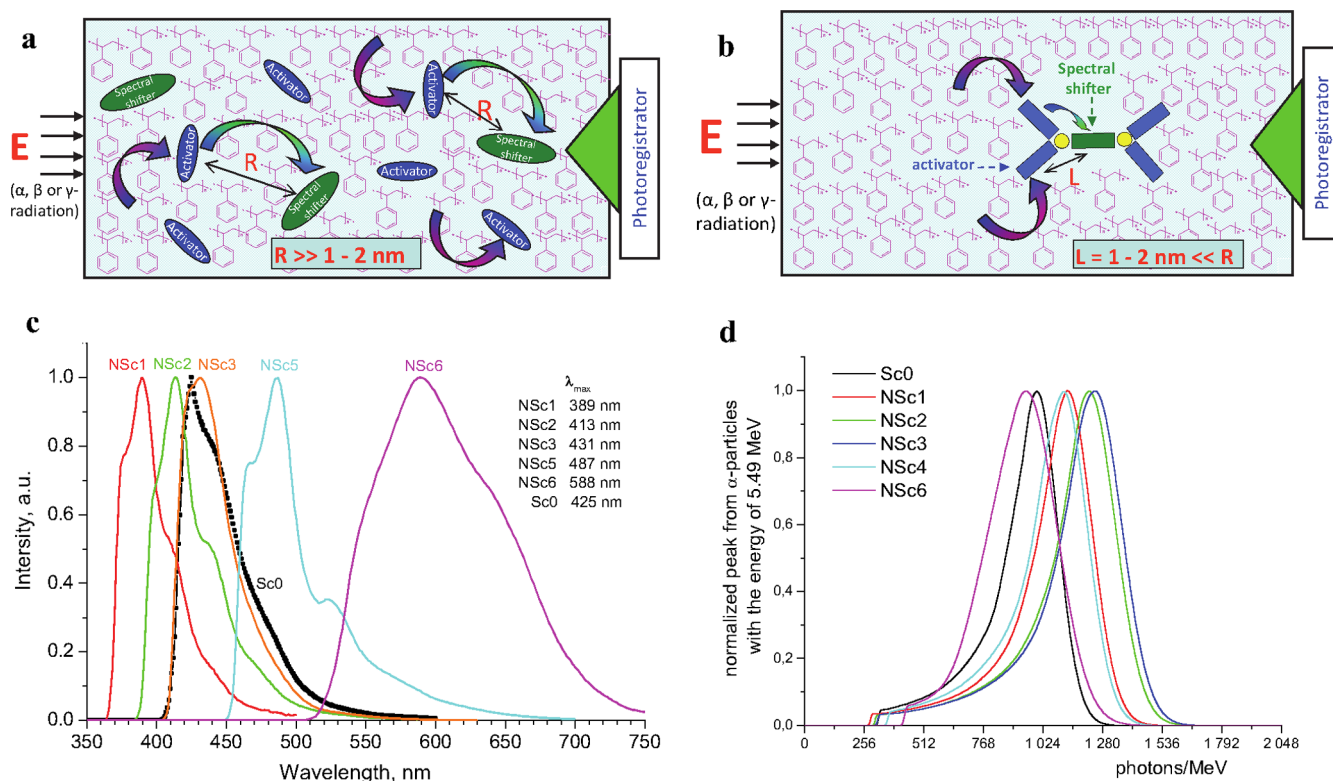 a
Spectral
shifter
Activator
Activator
Activator
R
Spectral
shifter
E
(α, β or γ-
radiation)
Activator
R
Spectral
shifter
Activator
Activator
Activator
R >> 1 - 2 nm
Photoregistrator
b
Spectral
shifter
E
(α, β or γ-
radiation)
activator
L
L = 1 - 2 nm << R
Photoregistrator
c
NSc1
NSc2
NSc3
NSc5
NSc6
λmax
NSc1 389 nm
NSc2 413 nm
NSc3 431 nm
NSc5 487 nm
NSc6 588 nm
Sc0 425 nm
Sc0
Intersity, a.u.
1.0
0.8
0.6
0.4
0.2
0.0
350 400 450 500 550 600 650 700 750
Wavelength, nm
d
Sc0
NSc1
NSc2
NSc3
NSc4
NSc6
normalized peak from α-particles
with the energy of 5.49 MeV
1,0
0,8
0,6
0,4
0,2
0,0
0 256 512 768 1 024 1 280 1 536 1 792 2 048
photons/MeV